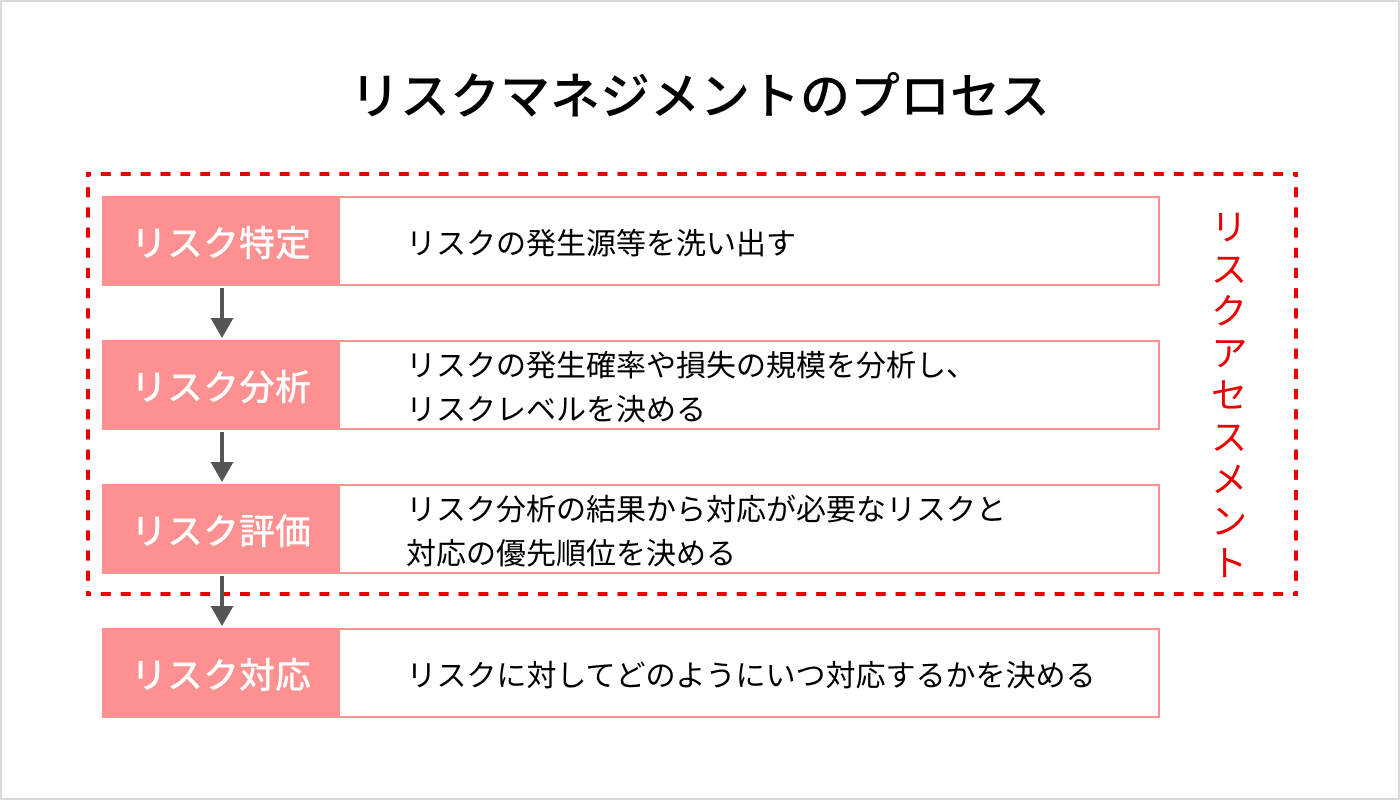 リスクマネジメントのプロセス
リスク特定
リスクの発生源等を洗い出す
リスク分析
リスクの発生確率や損失の規模を分析し、
リスクレベルを決める
リスク評価
リスク分析の結果から対応が必要なリスクと
対応の優先順位を決める
リスク対応
リスクに対してどのようにいつ対応するかを決める
リスクアセスメント